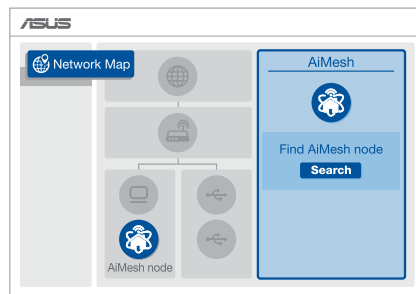 ASUS
Network Map
AiMesh
Find AiMesh node
Search
AiMesh node